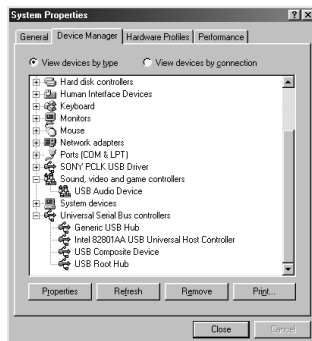 System Properties
General Device Manager Hardware Profiles Performance
View devices by type View devices by connection
Hard disk controllers
Human Interface Devices
Keyboard
Monitors
Mouse
Network adapters
Ports (COM & LPT)
SONY PCLK USB Driver
Sound, video and game controllers
USB Audio Device
System devices
Universal Serial Bus controllers
Generic USB Hub
Intel 82801AA USB Universal Host Controller
USB Composite Device
USB Root Hub
Properties Refresh Remove Print...
Close Cancel